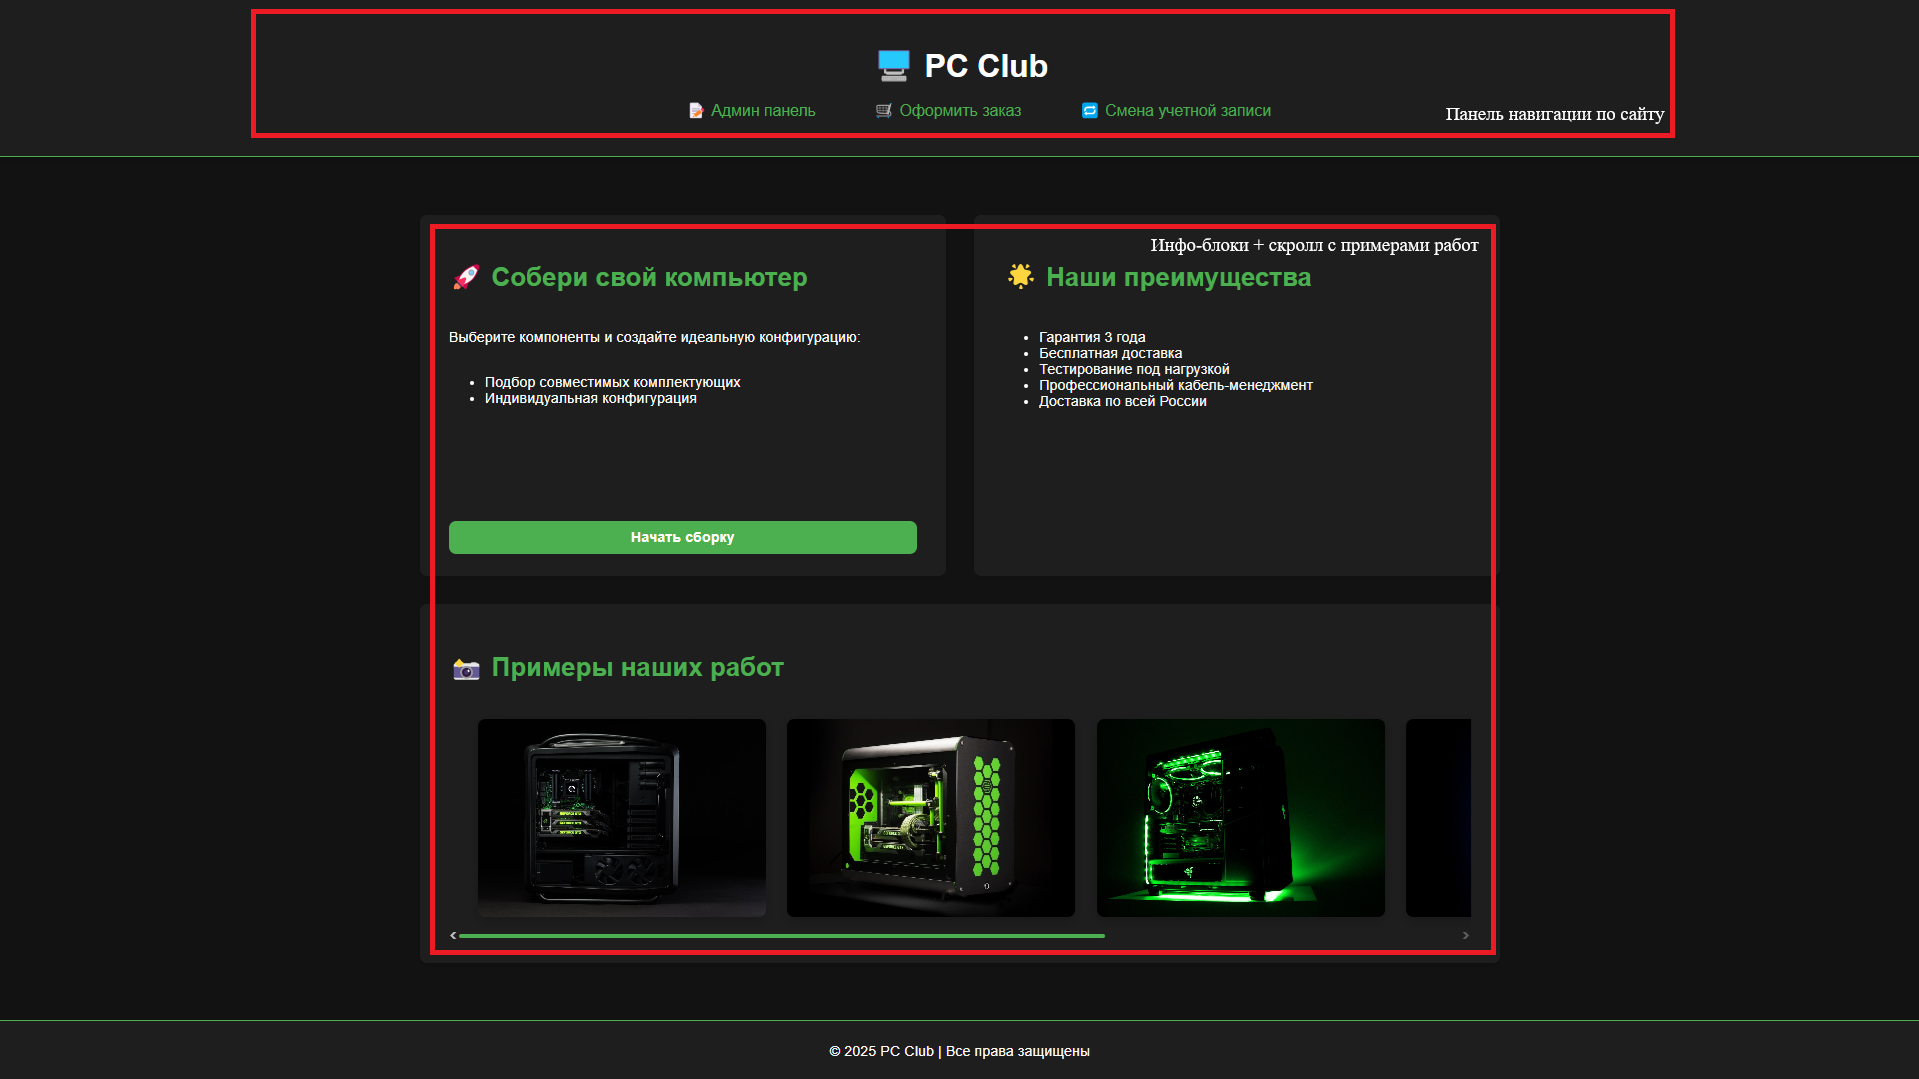 PC Club
Админ панель
Оформить заказ
Смена учетной записи
Панель навигации по сайту
Инфо-блоки + скролл с примерами работ
Собери свой компьютер
Выберите компоненты и создайте идеальную конфигурацию:
Подбор совместимых комплектующих
Индивидуальная конфигурация
Начать сборку
Наши преимущества
Гарантия 3 года
Бесплатная доставка
Тестирование под нагрузкой
Профессиональный кабель-менеджмент
Доставка по всей России
Примеры наших работ
© 2025 PC Club | Все права защищены